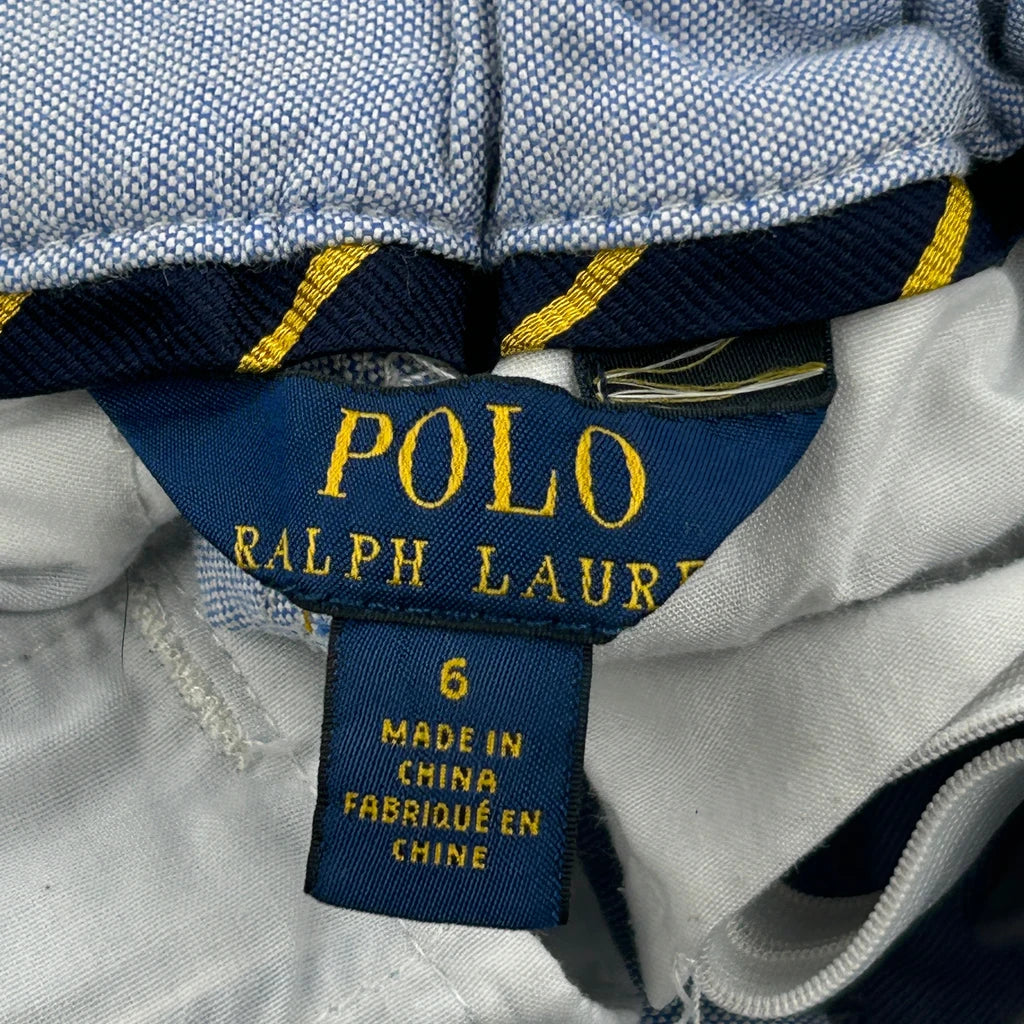 POLO
RALPH LAURE
6
MADE IN
CHINA
FABRIQUÉ EN
CHINE